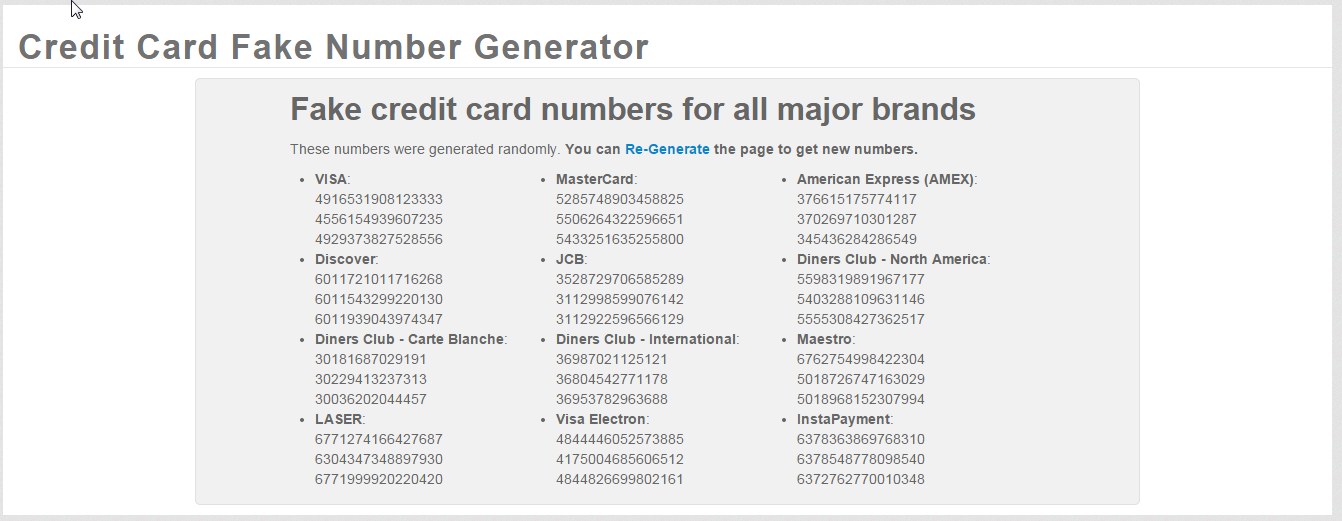 Credit Card Fake Number Generator
Fake credit card numbers for all major brands
These numbers were generated randomly. You can Re-Generate the page to get new numbers.
VISA:
4916531908123333
4556154939607235
4929373827528556
MasterCard:
5285748903458825
5506264322596651
5433251635255800
American Express (AMEX):
376615175774117
370269710301287
345436284286549
Discover:
6011721011716268
6011543299220130
6011939043974347
JCB:
3528729706585289
3112998599076142
3112922596566129
Diners Club - North America:
5598319891967177
5403288109631146
5555308427362517
Diners Club - Carte Blanche:
30181687029191
30229413237313
30036202044457
Diners Club - International:
36987021125121
36804542771178
36953782963688
Maestro:
6762754998422304
5018726747163029
5018968152307994
LASER:
6771274166427687
6304347348897930
6771999920220420
Visa Electron:
4844446052573885
4175004685606512
4844826699802161
InstaPayment:
6378363869768310
6378548778098540
6372762770010348